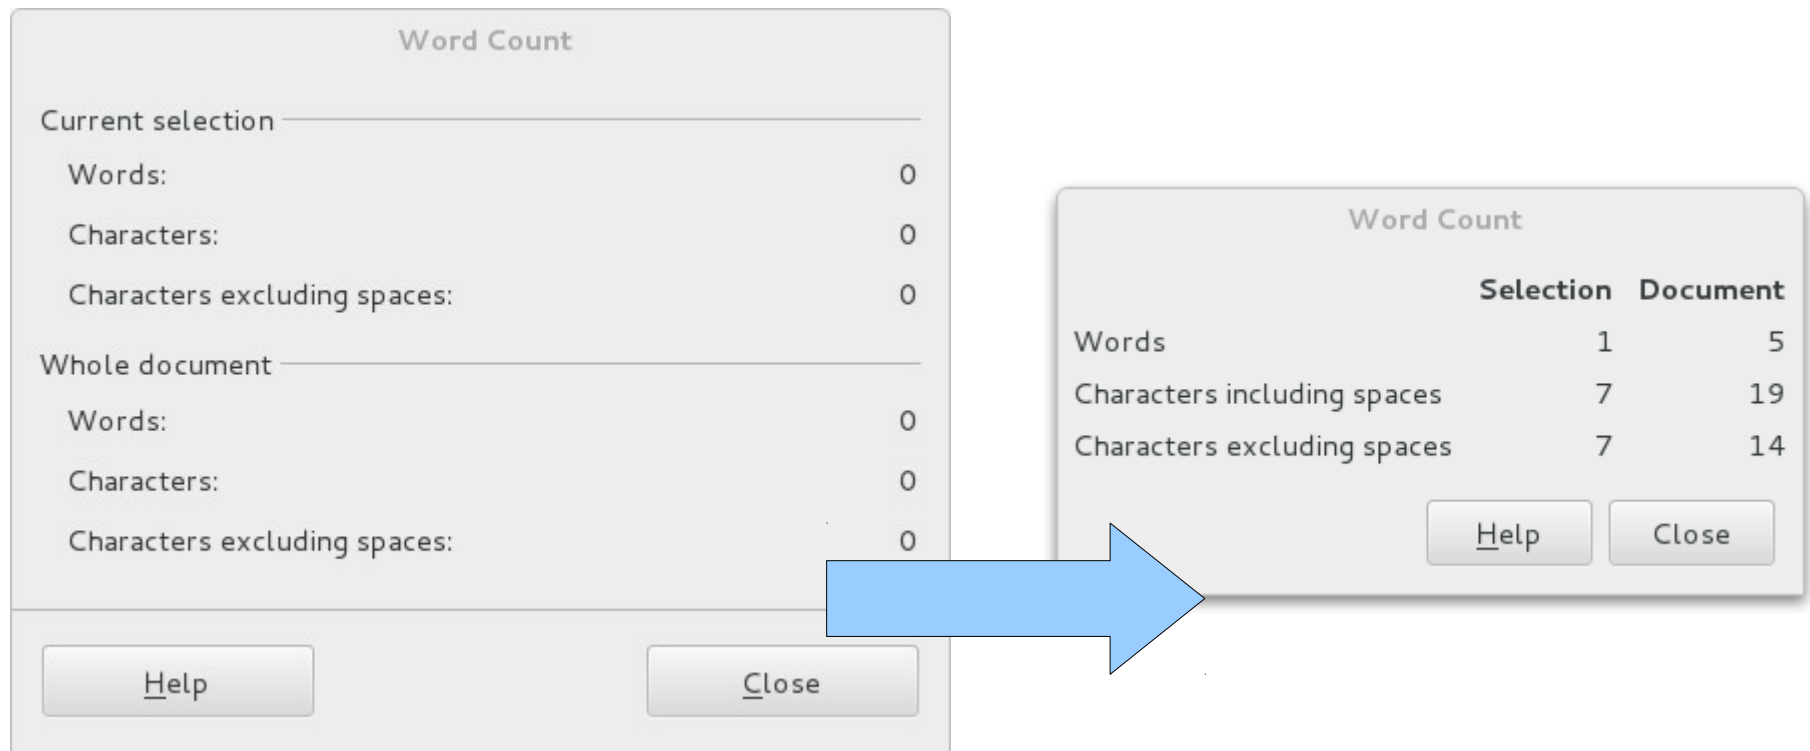 Word Count
Current selection
Words: 0
Characters: 0
Characters excluding spaces: 0
Whole document
Words: 0
Characters: 0
Characters excluding spaces: 0
Help Close
Word Count
Selection Document
Words 1 5
Characters including spaces 7 19
Characters excluding spaces 7 14
Help Close